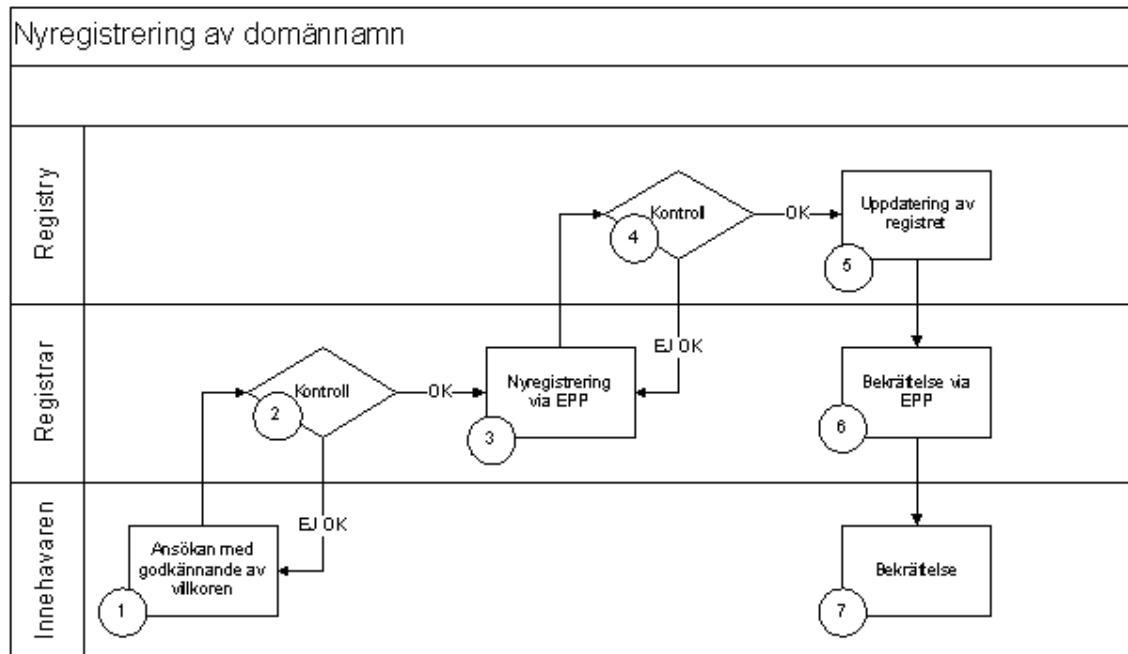 Nyregistrering av domännamn
Registry
Kontroll
4
OK
Uppdatering av
registret
5
EJ OK
Registrar
Kontroll
2
OK
Nyregistrering
via EPP
3
Bekräftelse via
EPP
6
EJ OK
Innehavaren
Ansökan med
godkännande av
villkoren
1
Bekräftelse
7